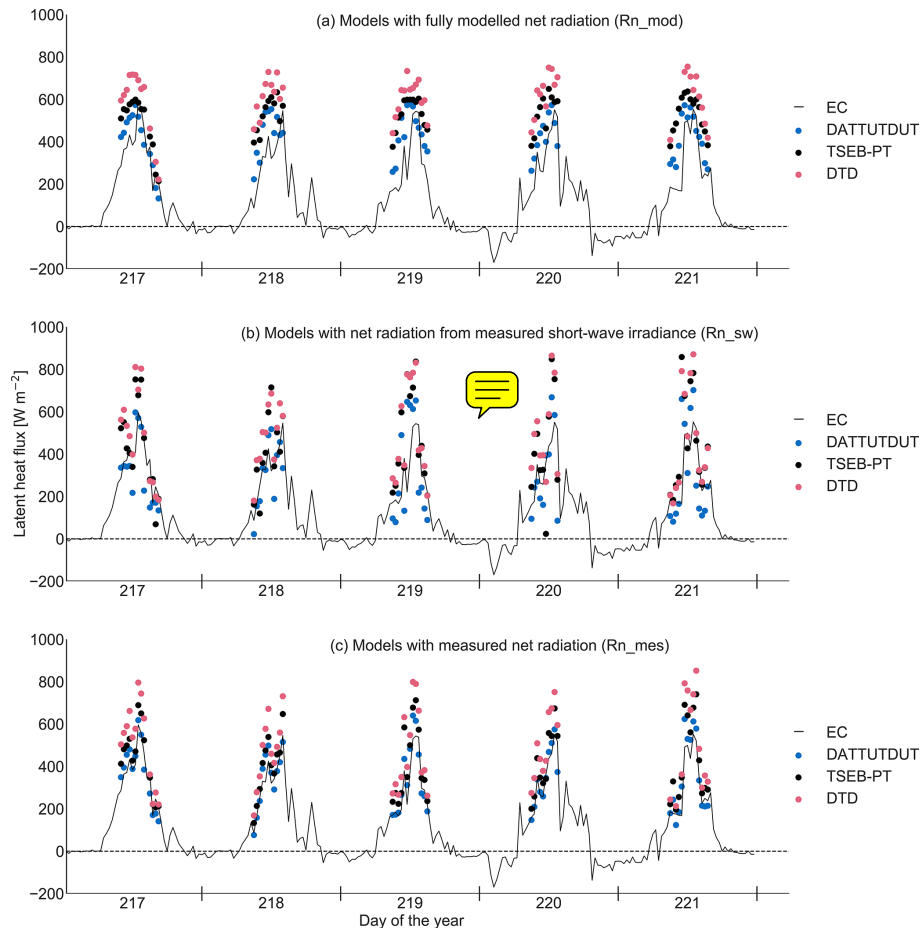 (a) Models with fully modelled net radiation (Rn_mod)
1000
800
600
400
200
0
−200
217 218 219 220 221
EC
DATTUTDUT
TSEB-PT
DTD
(b) Models with net radiation from measured short-wave irradiance (Rn_sw)
Latent heat flux [W m⁻²]
1000
800
600
400
200
0
−200
217 218 219 220 221
EC
DATTUTDUT
TSEB-PT
DTD
(c) Models with measured net radiation (Rn_mes)
1000
800
600
400
200
0
−200
217 218 219 220 221
Day of the year
EC
DATTUTDUT
TSEB-PT
DTD